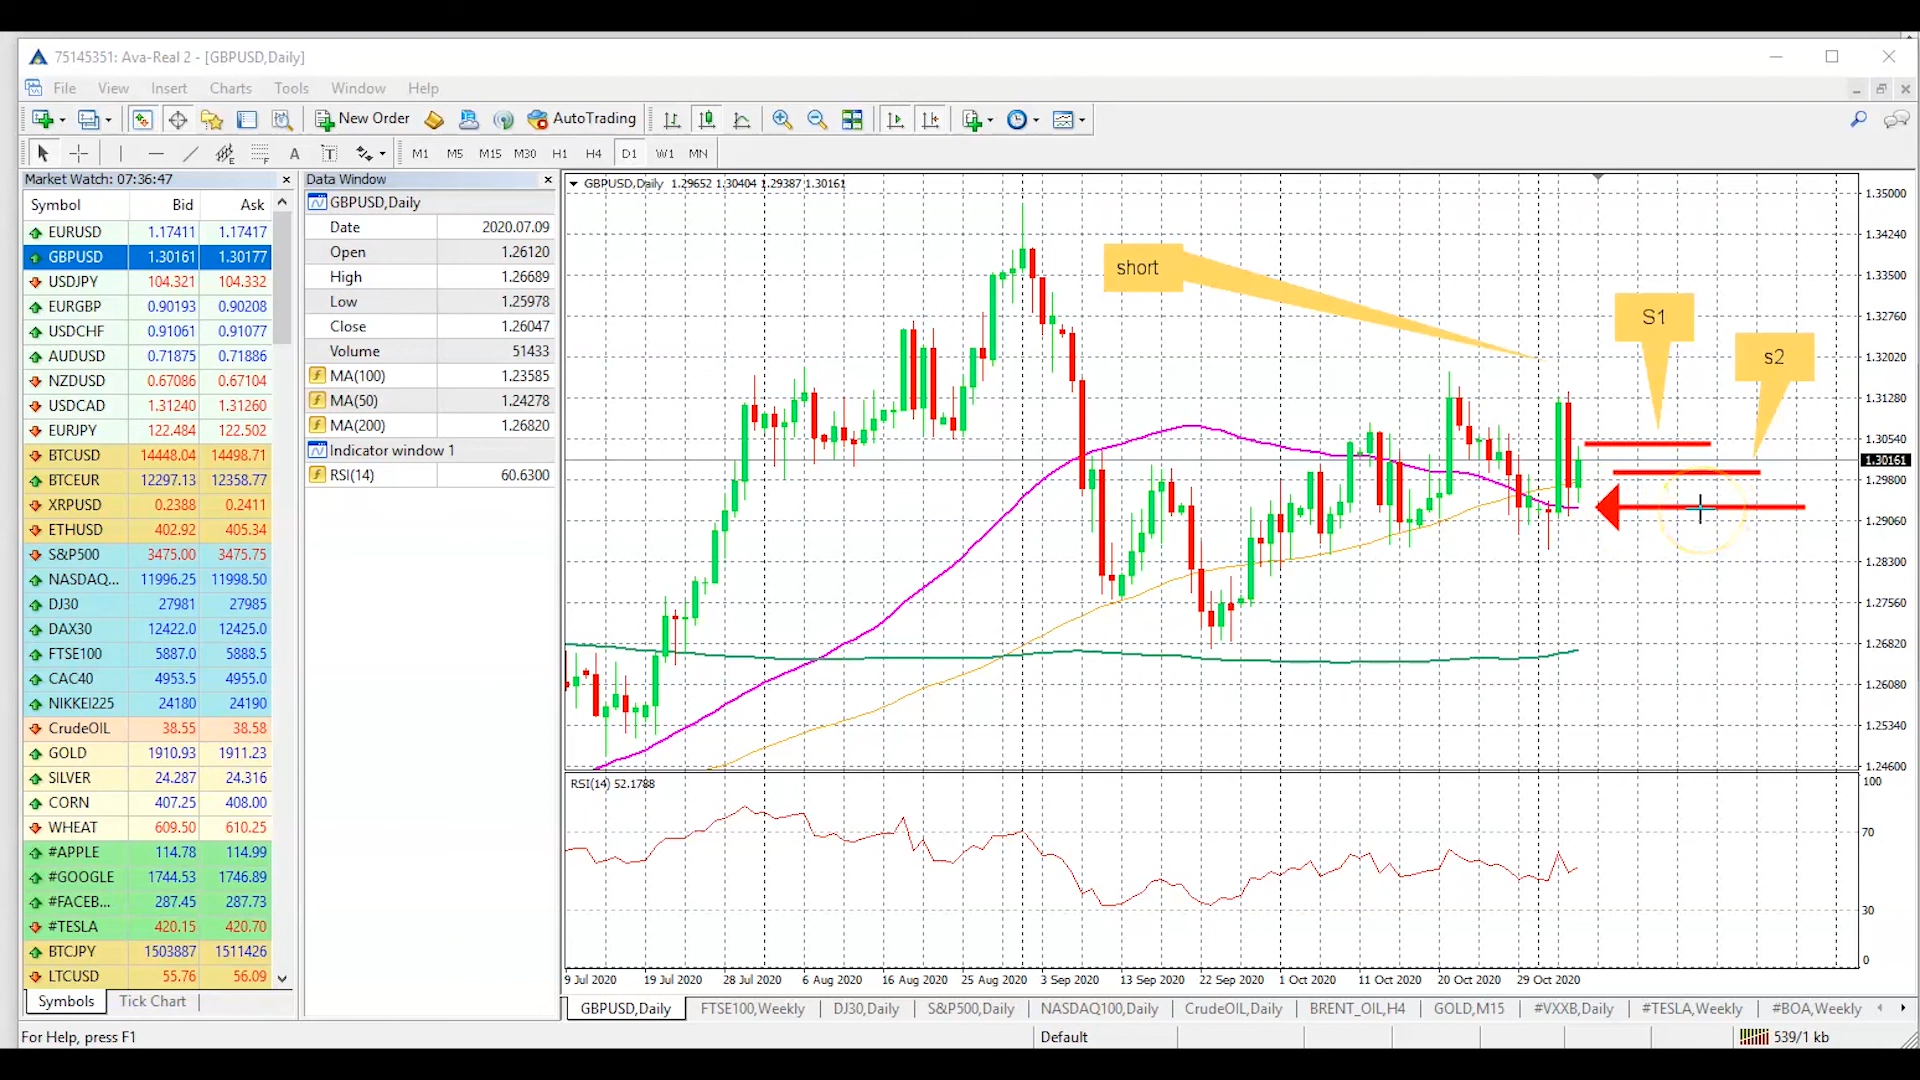 75145351: Ava-Real 2 - [GBPUSD,Daily]
File View Insert Charts Tools Window Help
New Order AutoTrading
A T M1 M5 M15 M30 H1 H4 D1 W1 MN
Market Watch: 07:36:47
Symbol Bid Ask
EURUSD 1.17411 1.17417
GBPUSD 1.30161 1.30177
USDJPY 104.321 104.332
EURGBP 0.90193 0.90208
USDCHF 0.91061 0.91077
AUDUSD 0.71875 0.71886
NZDUSD 0.67086 0.67104
USDCAD 1.31240 1.31260
EURJPY 122.484 122.502
BTCUSD 14448.04 14498.71
BTCEUR 12297.13 12358.77
XRPUSD 0.2388 0.2411
ETHUSD 402.92 405.34
S&P500 3475.00 3475.75
NASDAQ... 11996.25 11998.50
DJ30 27981 27985
DAX30 12422.0 12425.0
FTSE100 5887.0 5888.5
CAC40 4953.5 4955.0
NIKKEI225 24180 24190
CrudeOIL 38.55 38.58
GOLD 1910.93 1911.23
SILVER 24.287 24.316
CORN 407.25 408.00
WHEAT 609.50 610.25
#APPLE 114.78 114.99
#GOOGLE 1744.53 1746.89
#FACEB... 287.45 287.73
#TESLA 420.15 420.70
BTCJPY 1503887 1511426
LTCUSD 55.76 56.09
Symbols Tick Chart
Data Window
GBPUSD,Daily
Date 2020.07.09
Open 1.26120
High 1.26689
Low 1.25978
Close 1.26047
Volume 51433
MA(100) 1.23585
MA(50) 1.24278
MA(200) 1.26820
Indicator window 1
RSI(14) 60.6300
GBPUSD,Daily 1.29652 1.30404 1.29387 1.30161
short
S1
s2
1.35000
1.34240
1.33500
1.32760
1.32020
1.31280
1.30540
1.30161
1.29800
1.29060
1.28300
1.27560
1.26820
1.26080
1.25340
1.24600
RSI(14) 52.1788
100
70
30
0
9 Jul 2020 19 Jul 2020 28 Jul 2020 6 Aug 2020 16 Aug 2020 25 Aug 2020 3 Sep 2020 13 Sep 2020 22 Sep 2020 1 Oct 2020 11 Oct 2020 20 Oct 2020 29 Oct 2020
GBPUSD,Daily FTSE100,Weekly DJ30,Daily S&P500,Daily NASDAQ100,Daily CrudeOIL,Daily BRENT_OIL,H4 GOLD,M15 #VXXB,Daily #TESLA,Weekly #BOA,Weekly
For Help, press F1 Default 539/1 kb